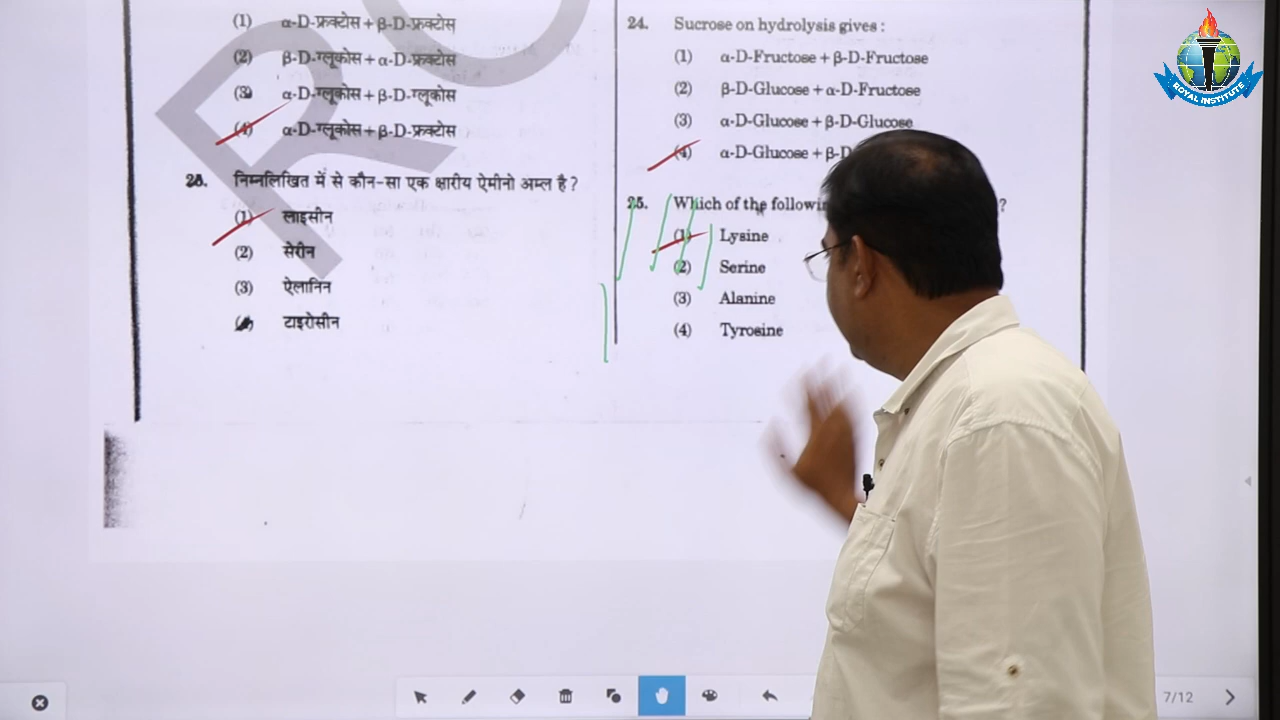 (1) α-D-फ्रक्टोस + β-D-फ्रक्टोस
(2) β-D-ग्लूकोस + α-D-फ्रक्टोस
(3) α-D-ग्लूकोस + β-D-ग्लूकोस
(4) α-D-ग्लूकोस + β-D-फ्रक्टोस
25. निम्नलिखित में से कौन-सा एक क्षारीय ऐमीनो अम्ल है?
(1) लाइसीन
(2) सेरीन
(3) ऐलानिन
(4) टाइरोसीन
24. Sucrose on hydrolysis gives :
(1) α-D-Fructose + β-D-Fructose
(2) β-D-Glucose + α-D-Fructose
(3) α-D-Glucose + β-D-Glucose
(4) α-D-Glucose + β-D
25. Which of the ?
(1) Lysine
(2) Serine
(3) Alanine
(4) Tyrosine
ROYAL INSTITUTE
7/12